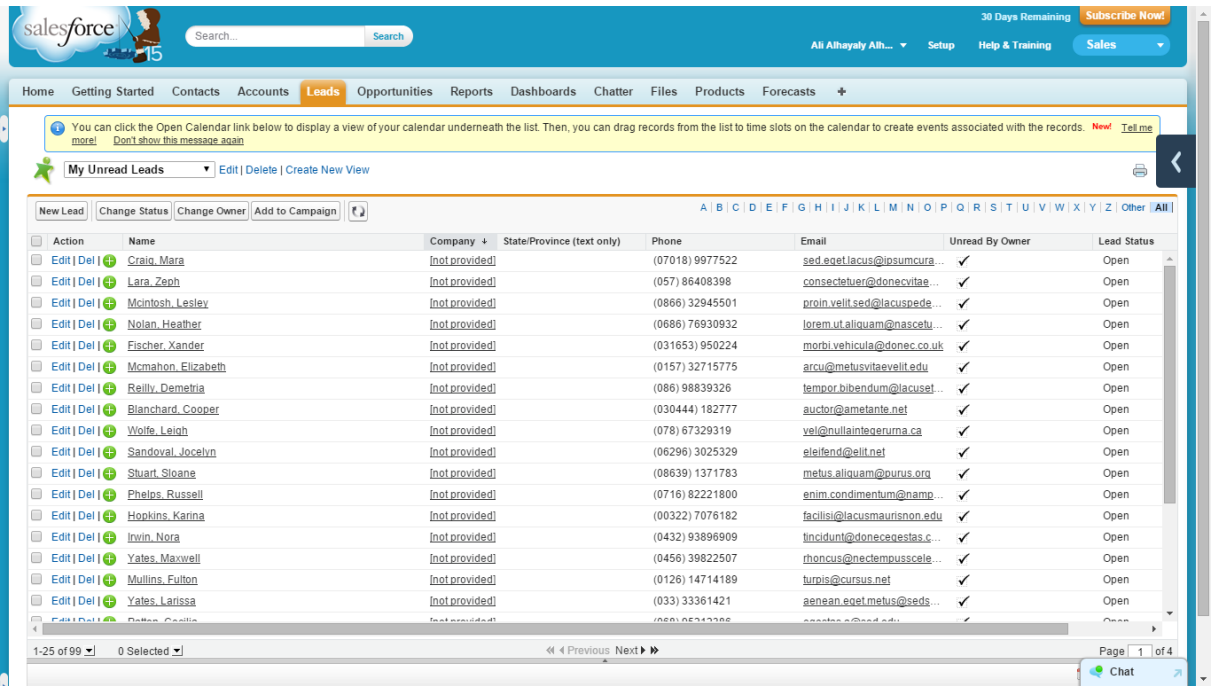 30 Days Remaining Subscribe Now!
salesforce
15
Search... Search
Ali Alhayaly Alh... Setup Help & Training Sales
Home Getting Started Contacts Accounts Leads Opportunities Reports Dashboards Chatter Files Products Forecasts +
You can click the Open Calendar link below to display a view of your calendar underneath the list. Then, you can drag records from the list to time slots on the calendar to create events associated with the records. New! Tell me
more! Don't show this message again
My Unread Leads Edit | Delete | Create New View
New Lead Change Status Change Owner Add to Campaign A | B | C | D | E | F | G | H | I | J | K | L | M | N | O | P | Q | R | S | T | U | V | W | X | Y | Z | Other All
Action Name Company State/Province (text only) Phone Email Unread By Owner Lead Status
Edit | Del | Craig, Mara [not provided] (07018) 9977522 sed.eget.lacus@ipsumcura... Open
Edit | Del | Lara, Zeph [not provided] (057) 86408398 consectetuer@donecvitae... Open
Edit | Del | Mcintosh, Lesley [not provided] (0866) 32945501 proin.velit.sed@lacuspede... Open
Edit | Del | Nolan, Heather [not provided] (0686) 76930932 lorem.ut.aliquam@nascetu... Open
Edit | Del | Fischer, Xander [not provided] (031653) 950224 morbi.vehicula@donec.co.uk Open
Edit | Del | Mcmahon, Elizabeth [not provided] (0157) 32715775 arcu@metusvitaevelit.edu Open
Edit | Del | Reilly, Demetria [not provided] (086) 98839326 tempor.bibendum@lacuset... Open
Edit | Del | Blanchard, Cooper [not provided] (030444) 182777 auctor@ametante.net Open
Edit | Del | Wolfe, Leigh [not provided] (078) 67329319 vel@nullaintegerurna.ca Open
Edit | Del | Sandoval, Jocelyn [not provided] (06296) 3025329 eleifend@elit.net Open
Edit | Del | Stuart, Sloane [not provided] (08639) 1371783 metus.aliquam@purus.org Open
Edit | Del | Phelps, Russell [not provided] (0716) 82221800 enim.condimentum@namp... Open
Edit | Del | Hopkins, Karina [not provided] (00322) 7076182 facilisi@lacusmaurisnon.edu Open
Edit | Del | Irwin, Nora [not provided] (0432) 93896909 tincidunt@donecegestas.c... Open
Edit | Del | Yates, Maxwell [not provided] (0456) 39822507 rhoncus@nectempusscele... Open
Edit | Del | Mullins, Fulton [not provided] (0126) 14714189 turpis@cursus.net Open
Edit | Del | Yates, Larissa [not provided] (033) 33361421 aenean.eget.metus@seds... Open
Edit | Del | [not provided] Open
1-25 of 99 0 Selected Previous Next Page 1 of 4
Chat